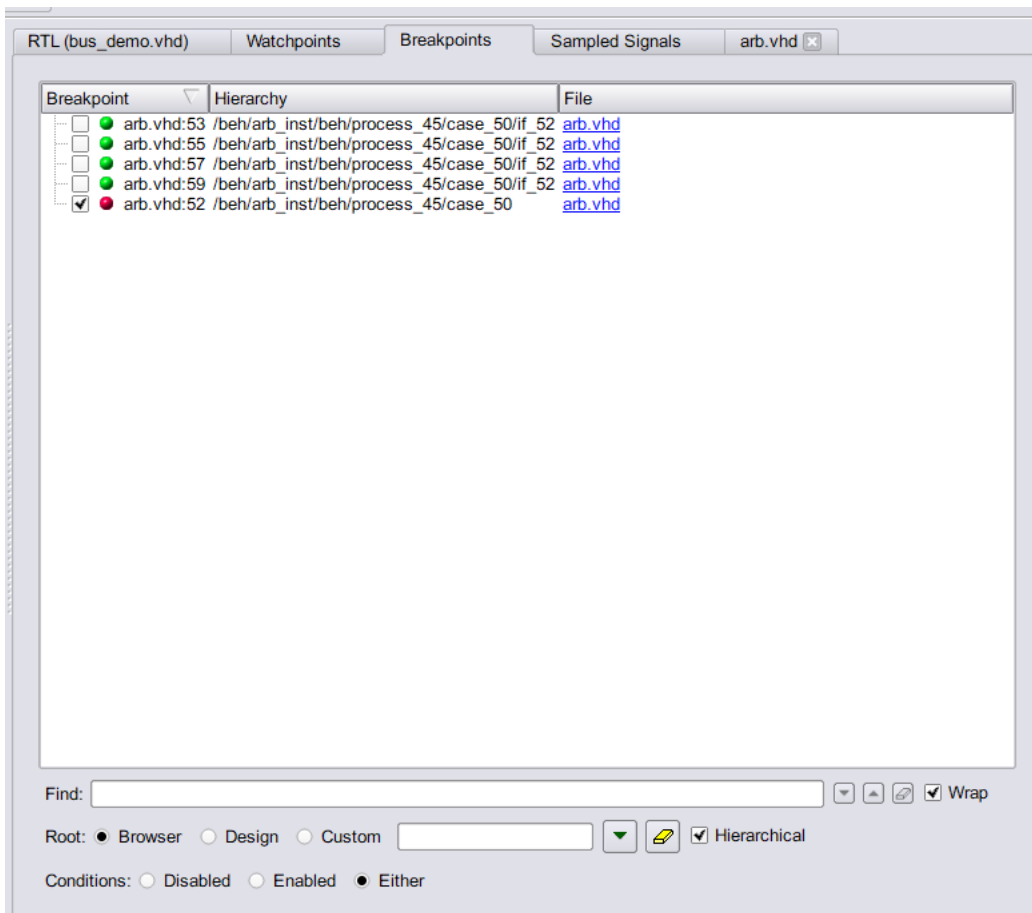 RTL (bus_demo.vhd) Watchpoints Breakpoints Sampled Signals arb.vhd
Breakpoint Hierarchy File
arb.vhd:53 /beh/arb_inst/beh/process_45/case_50/if_52 arb.vhd
arb.vhd:55 /beh/arb_inst/beh/process_45/case_50/if_52 arb.vhd
arb.vhd:57 /beh/arb_inst/beh/process_45/case_50/if_52 arb.vhd
arb.vhd:59 /beh/arb_inst/beh/process_45/case_50/if_52 arb.vhd
arb.vhd:52 /beh/arb_inst/beh/process_45/case_50 arb.vhd
Find: Wrap
Root: Browser Design Custom Hierarchical
Conditions: Disabled Enabled Either